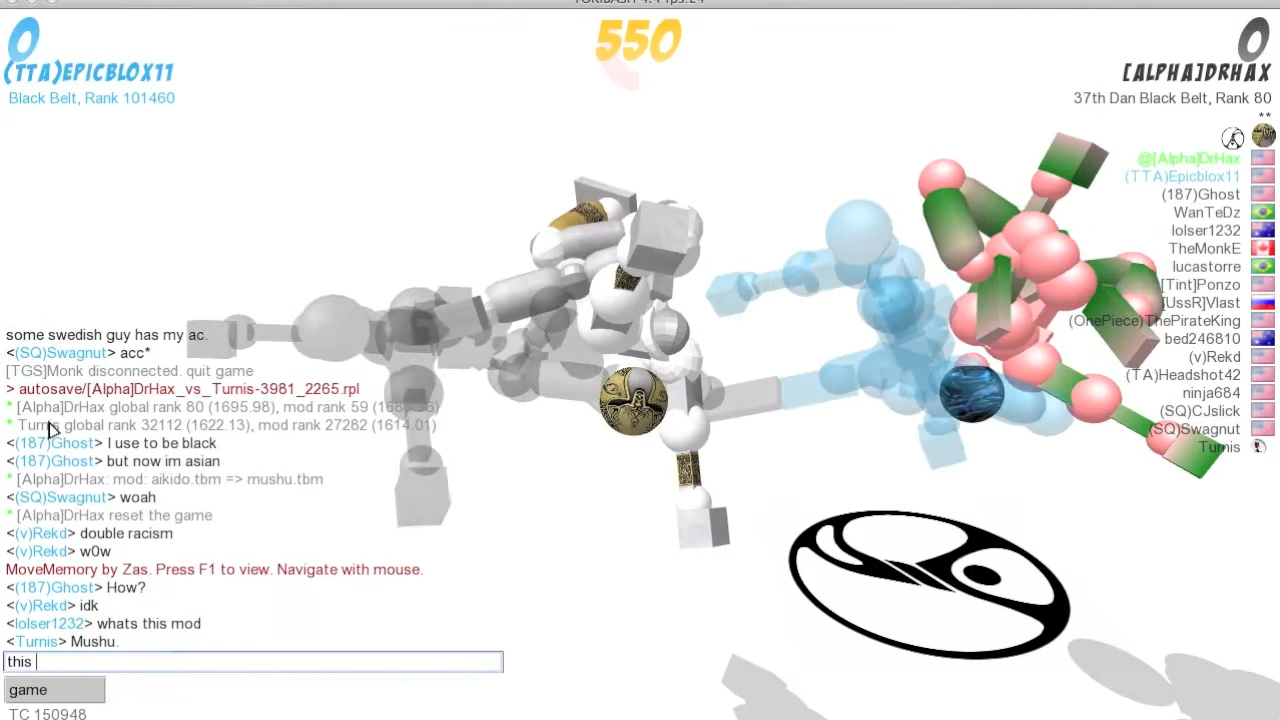 TORIBASH 4.4 fps:24
0
(TTA)EPICBLOX11
Black Belt, Rank 101460
550
0
[ALPHA]DRHAX
37th Dan Black Belt, Rank 80
**
@[Alpha]DrHax
(TTA)Epicblox11
(187)Ghost
WanTeDz
lolser1232
TheMonkE
lucastorre
[Tint]Ponzo
[UssR]Vlast
(OnePiece)ThePirateKing
bed246810
(v)Rekd
(TA)Headshot42
ninja684
(SQ)CJslick
(SQ)Swagnut
Turnis
some swedish guy has my ac.
<(SQ)Swagnut> acc*
[TGS]Monk disconnected. quit game
> autosave/[Alpha]DrHax_vs_Turnis-3981_2265.rpl
* [Alpha]DrHax global rank 80 (1695.98), mod rank 59
* Turnis global rank 32112 (1622.13), mod rank 27282 (1614.01)
<(187)Ghost> I use to be black
<(187)Ghost> but now im asian
* [Alpha]DrHax: mod: aikido.tbm => mushu.tbm
<(SQ)Swagnut> woah
* [Alpha]DrHax reset the game
<(v)Rekd> double racism
<(v)Rekd> w0w
MoveMemory by Zas. Press F1 to view. Navigate with mouse.
<(187)Ghost> How?
<(v)Rekd> idk
<lolser1232> whats this mod
<Turnis> Mushu.
this
game
TC 150948